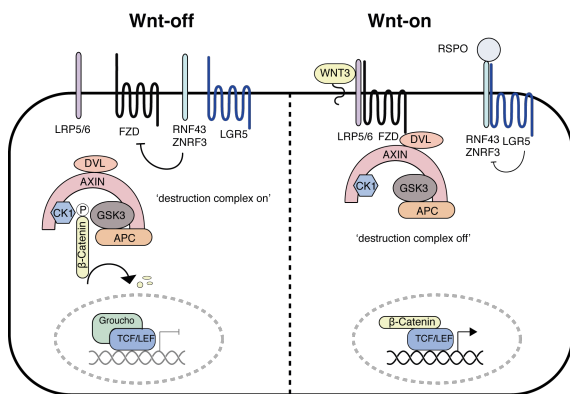 Wnt-off
LRP5/6
FZD
RNF43
ZNRF3
LGR5
DVL
AXIN
CK1
P
GSK3
APC
β-Catenin
'destruction complex on'
Groucho
TCF/LEF
Wnt-on
RSPO
WNT3
LRP5/6
FZD
RNF43
ZNRF3
LGR5
DVL
AXIN
CK1
GSK3
APC
'destruction complex off'
β-Catenin
TCF/LEF